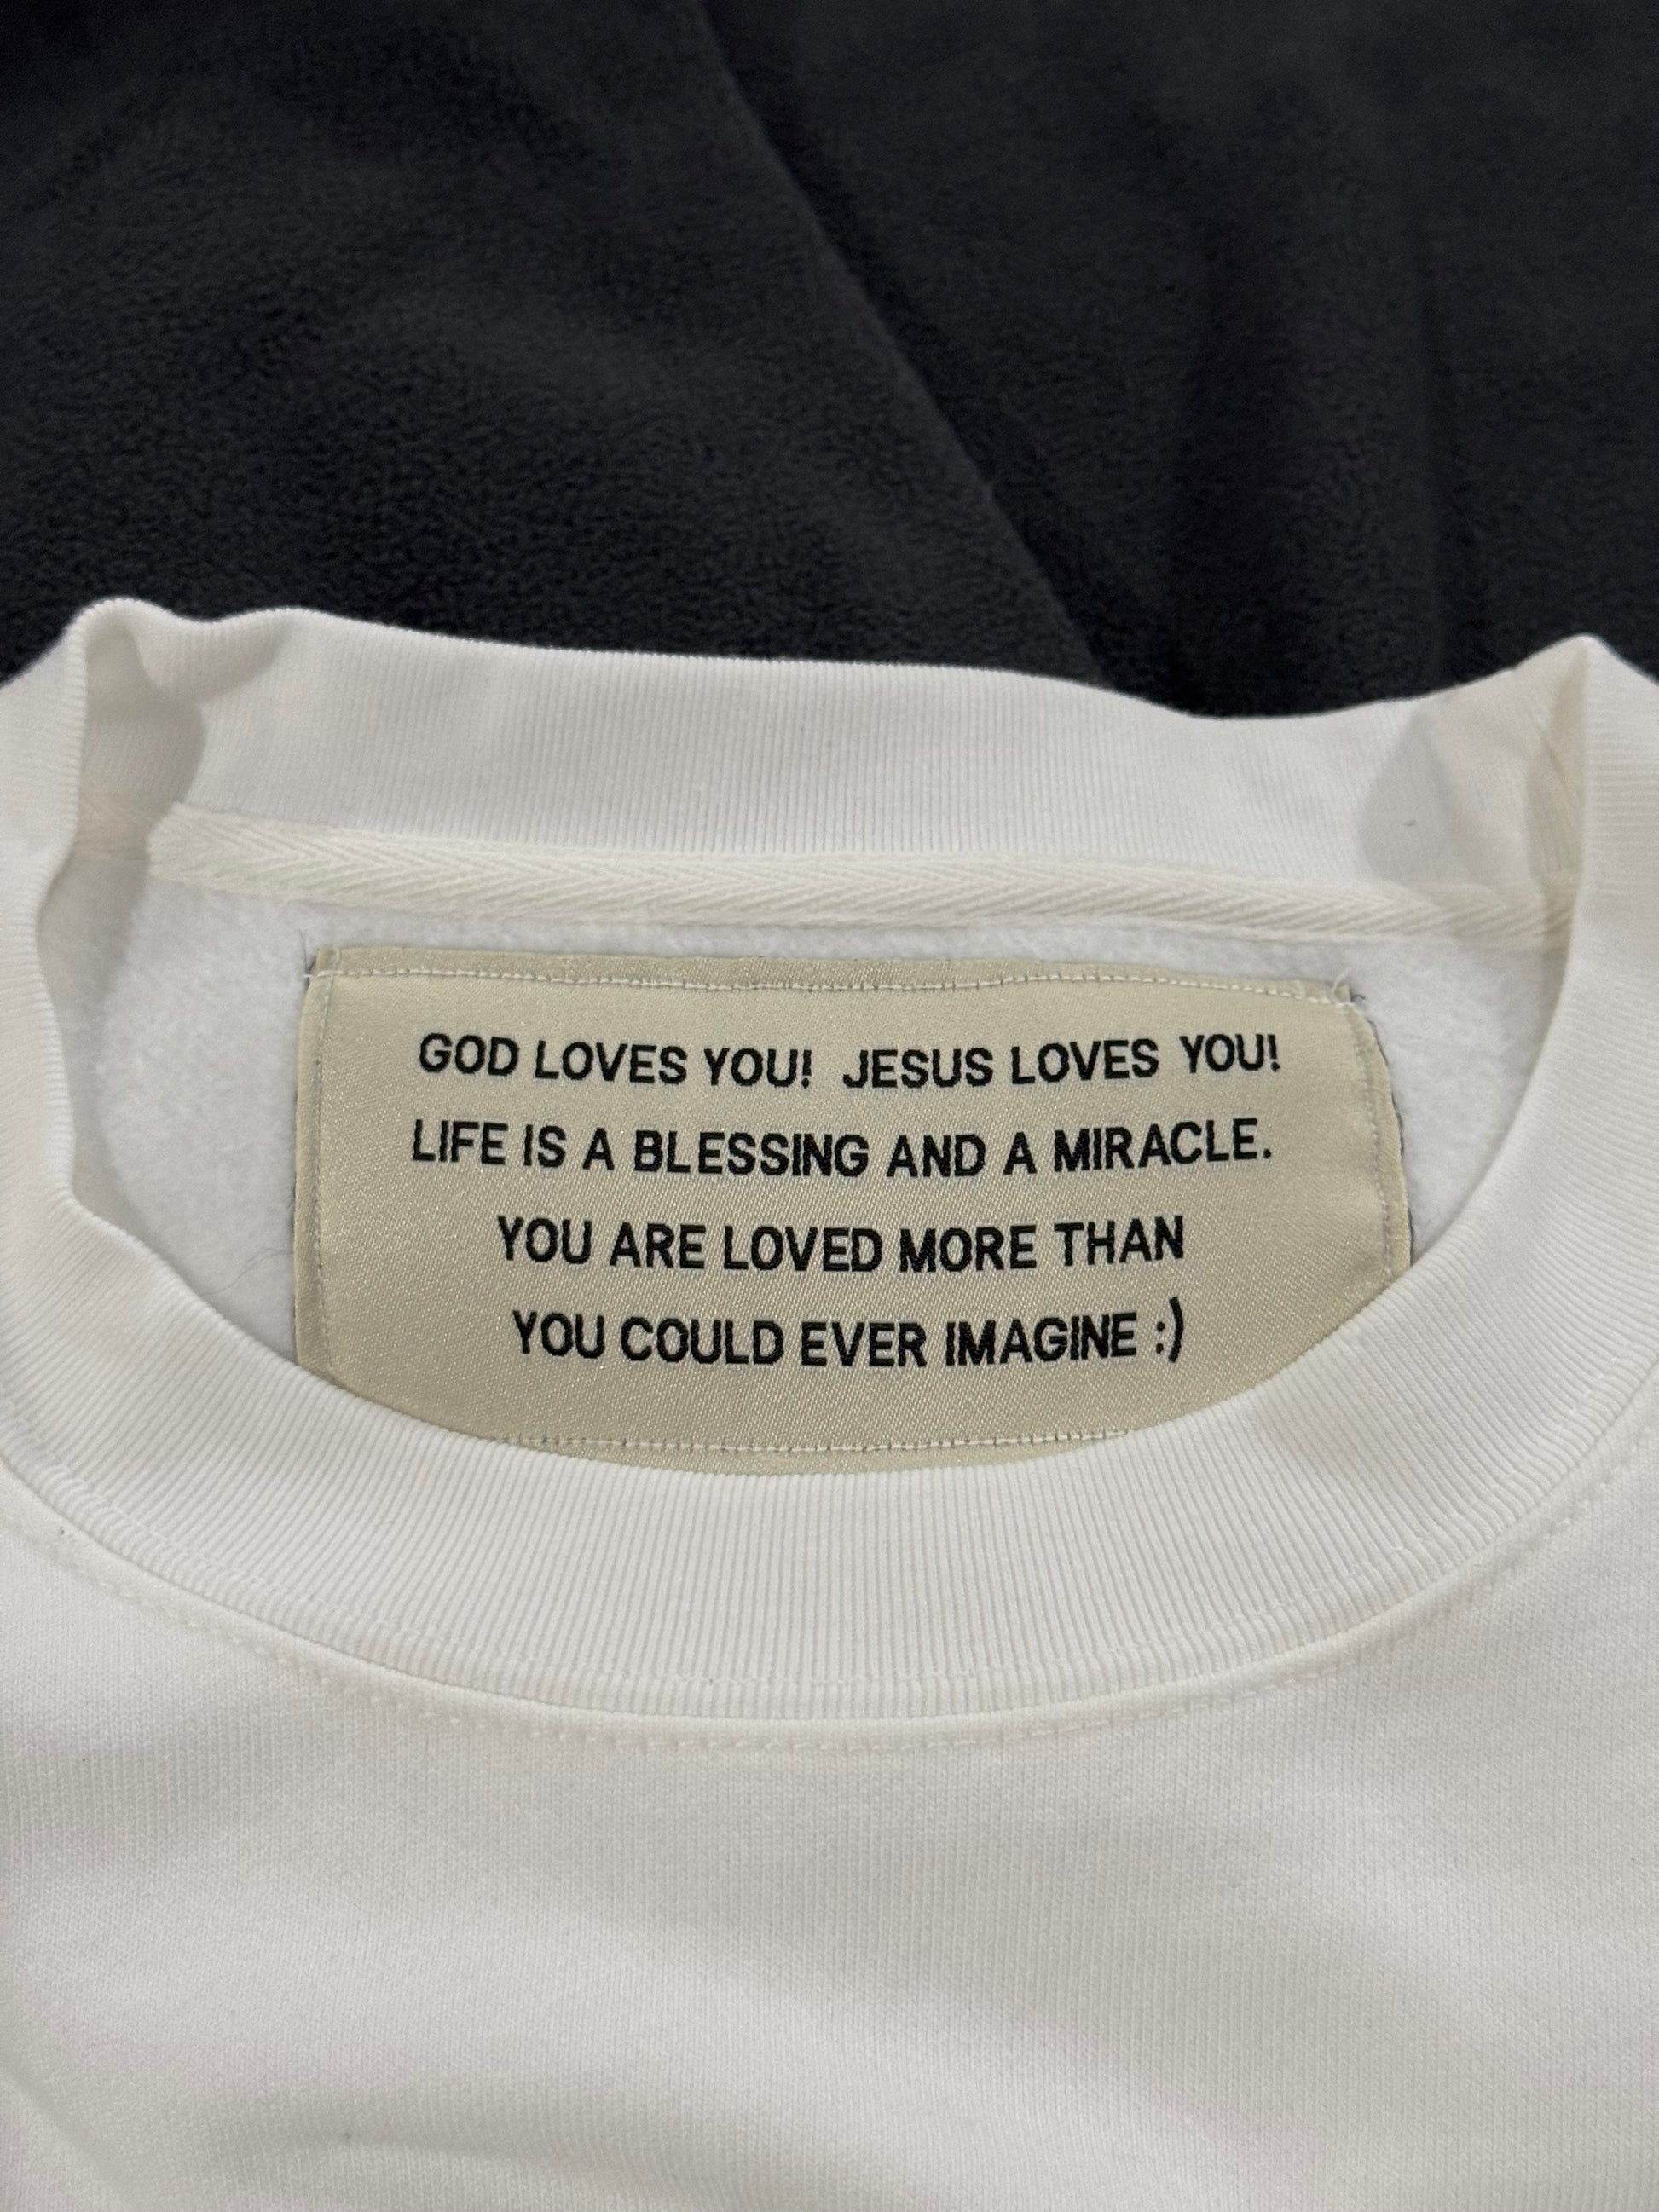 GOD LOVES YOU! JESUS LOVES YOU!
LIFE IS A BLESSING AND A MIRACLE.
YOU ARE LOVED MORE THAN
YOU COULD EVER IMAGINE :)